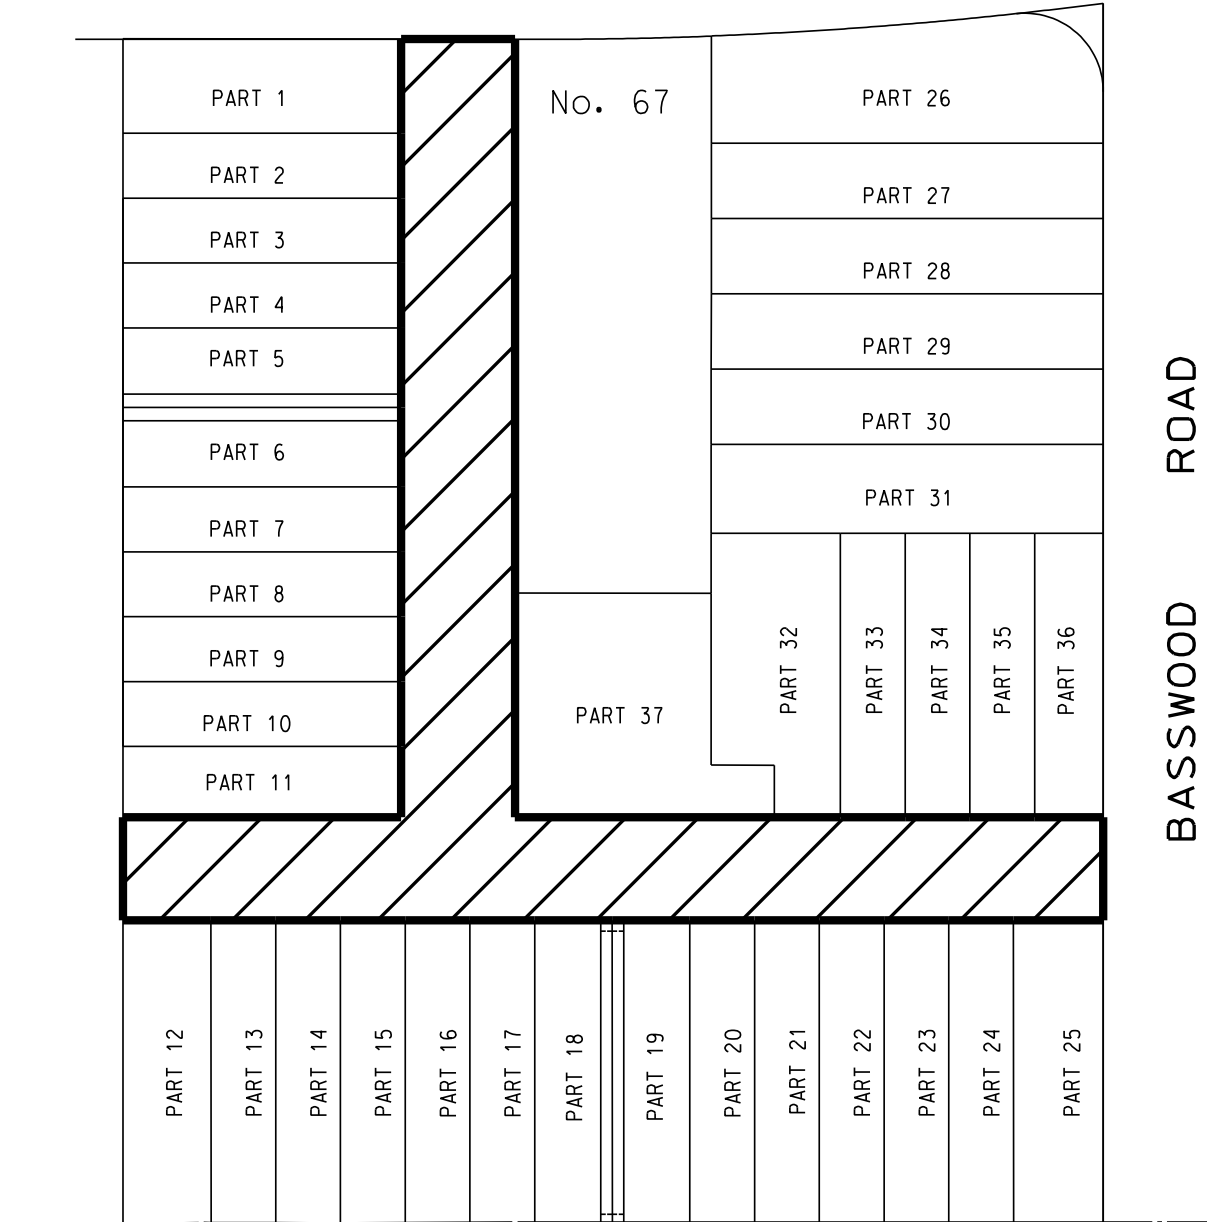 PART 1
PART 2
PART 3
PART 4
PART 5
PART 6
PART 7
PART 8
PART 9
PART 10
PART 11
No. 67
PART 37
PART 26
PART 27
PART 28
PART 29
PART 30
PART 31
PART 32
PART 33
PART 34
PART 35
PART 36
BASSWOOD ROAD
PART 12
PART 13
PART 14
PART 15
PART 16
PART 17
PART 18
PART 19
PART 20
PART 21
PART 22
PART 23
PART 24
PART 25